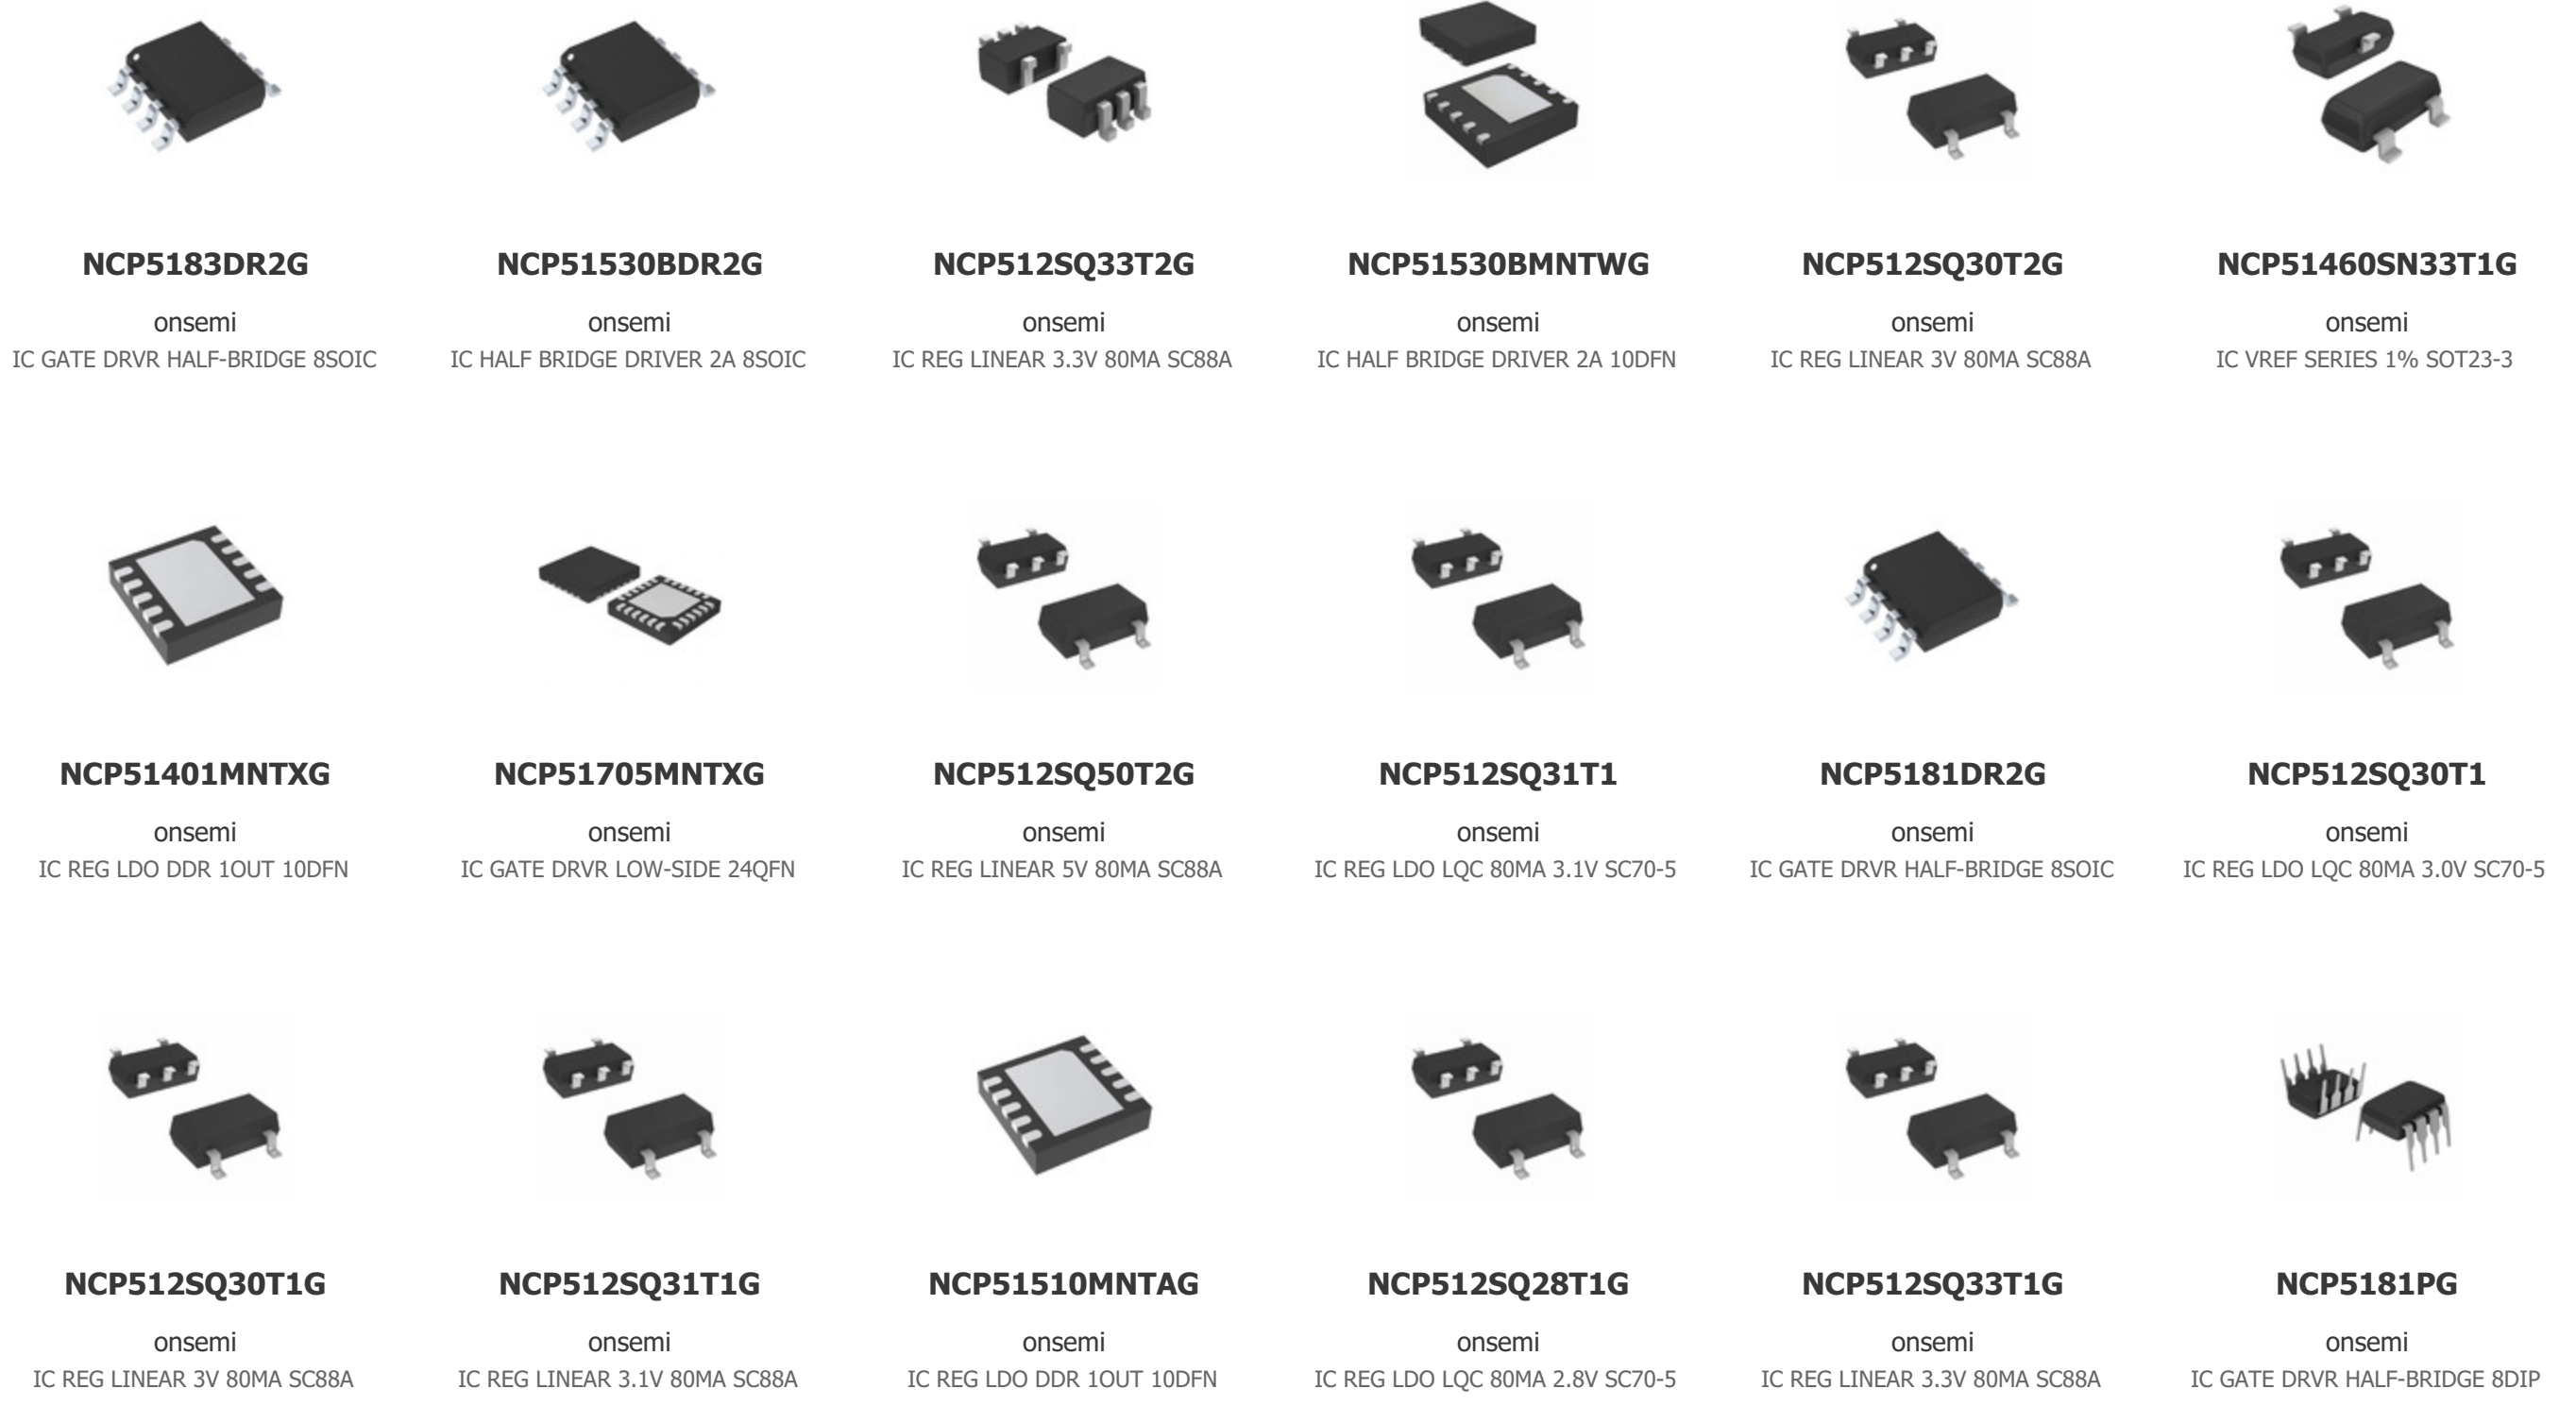 NCP5183DR2G
onsemi
IC GATE DRVR HALF-BRIDGE 8SOIC
NCP51530BDR2G
onsemi
IC HALF BRIDGE DRIVER 2A 8SOIC
NCP512SQ33T2G
onsemi
IC REG LINEAR 3.3V 80MA SC88A
NCP51530BMNTWG
onsemi
IC HALF BRIDGE DRIVER 2A 10DFN
NCP512SQ30T2G
onsemi
IC REG LINEAR 3V 80MA SC88A
NCP51460SN33T1G
onsemi
IC VREF SERIES 1% SOT23-3
NCP51401MNTXG
onsemi
IC REG LDO DDR 1OUT 10DFN
NCP51705MNTXG
onsemi
IC GATE DRVR LOW-SIDE 24QFN
NCP512SQ50T2G
onsemi
IC REG LINEAR 5V 80MA SC88A
NCP512SQ31T1
onsemi
IC REG LDO LQC 80MA 3.1V SC70-5
NCP5181DR2G
onsemi
IC GATE DRVR HALF-BRIDGE 8SOIC
NCP512SQ30T1
onsemi
IC REG LDO LQC 80MA 3.0V SC70-5
NCP512SQ30T1G
onsemi
IC REG LINEAR 3V 80MA SC88A
NCP512SQ31T1G
onsemi
IC REG LINEAR 3.1V 80MA SC88A
NCP51510MNTAG
onsemi
IC REG LDO DDR 1OUT 10DFN
NCP512SQ28T1G
onsemi
IC REG LDO LQC 80MA 2.8V SC70-5
NCP512SQ33T1G
onsemi
IC REG LINEAR 3.3V 80MA SC88A
NCP5181PG
onsemi
IC GATE DRVR HALF-BRIDGE 8DIP